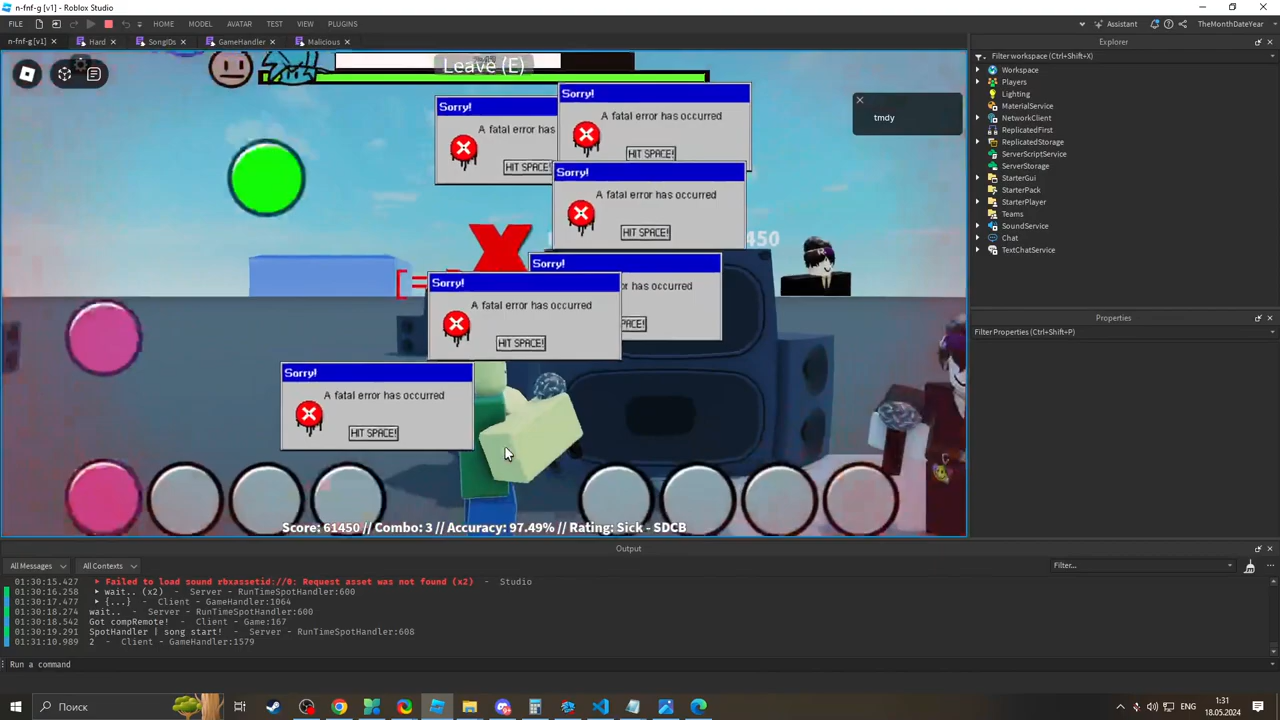 n-fnf-g [v1] - Roblox Studio
FILE HOME MODEL AVATAR TEST VIEW PLUGINS Assistant TheMonthDateYear
n-fnf-g [v1] Hard SongIDs GameHandler Malicious
Leave (E)
Sorry!
A fatal error has occurred
HIT SPACE!
Sorry!
A fatal error has
HIT SPACE!
Sorry!
A fatal error has occurred
HIT SPACE!
Sorry!
has occurred
SPACE!
Sorry!
A fatal error has occurred
HIT SPACE!
Sorry!
A fatal error has occurred
HIT SPACE!
tmdy
450
Score: 61450 // Combo: 3 // Accuracy: 97.49% // Rating: Sick - SDCB
Explorer
Filter workspace (Ctrl+Shift+X)
Workspace
Players
Lighting
MaterialService
NetworkClient
ReplicatedFirst
ReplicatedStorage
ServerScriptService
ServerStorage
StarterGui
StarterPack
StarterPlayer
Teams
SoundService
Chat
TextChatService
Properties
Filter Properties (Ctrl+Shift+P)
Output
All Messages All Contexts Filter...
01:30:15.427 Failed to load sound rbxassetid://0: Request asset was not found (x2) - Studio
01:30:16.258 wait.. (x2) - Server - RunTimeSpotHandler:600
01:30:17.477 {...} - Client - GameHandler:1064
01:30:18.274 wait.. - Server - RunTimeSpotHandler:600
01:30:18.542 Got compRemote! - Client - Game:167
01:30:19.291 SpotHandler | song start! - Server - RunTimeSpotHandler:608
01:31:10.989 2 - Client - GameHandler:1579
Run a command
Поиск
ENG
1:31
18.05.2024